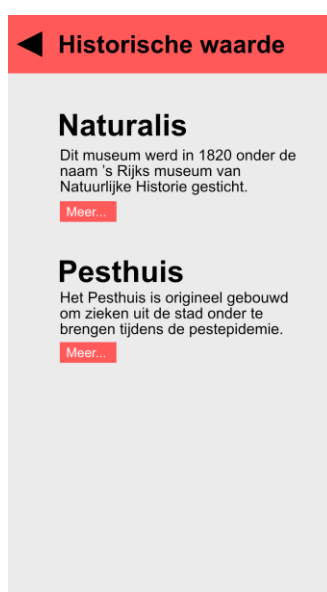 Historische waarde
Naturalis
Dit museum werd in 1820 onder de
naam 's Rijks museum van
Natuurlijke Historie gesticht.
Meer...
Pesthuis
Het Pesthuis is origineel gebouwd
om zieken uit de stad onder te
brengen tijdens de pestepidemie.
Meer...